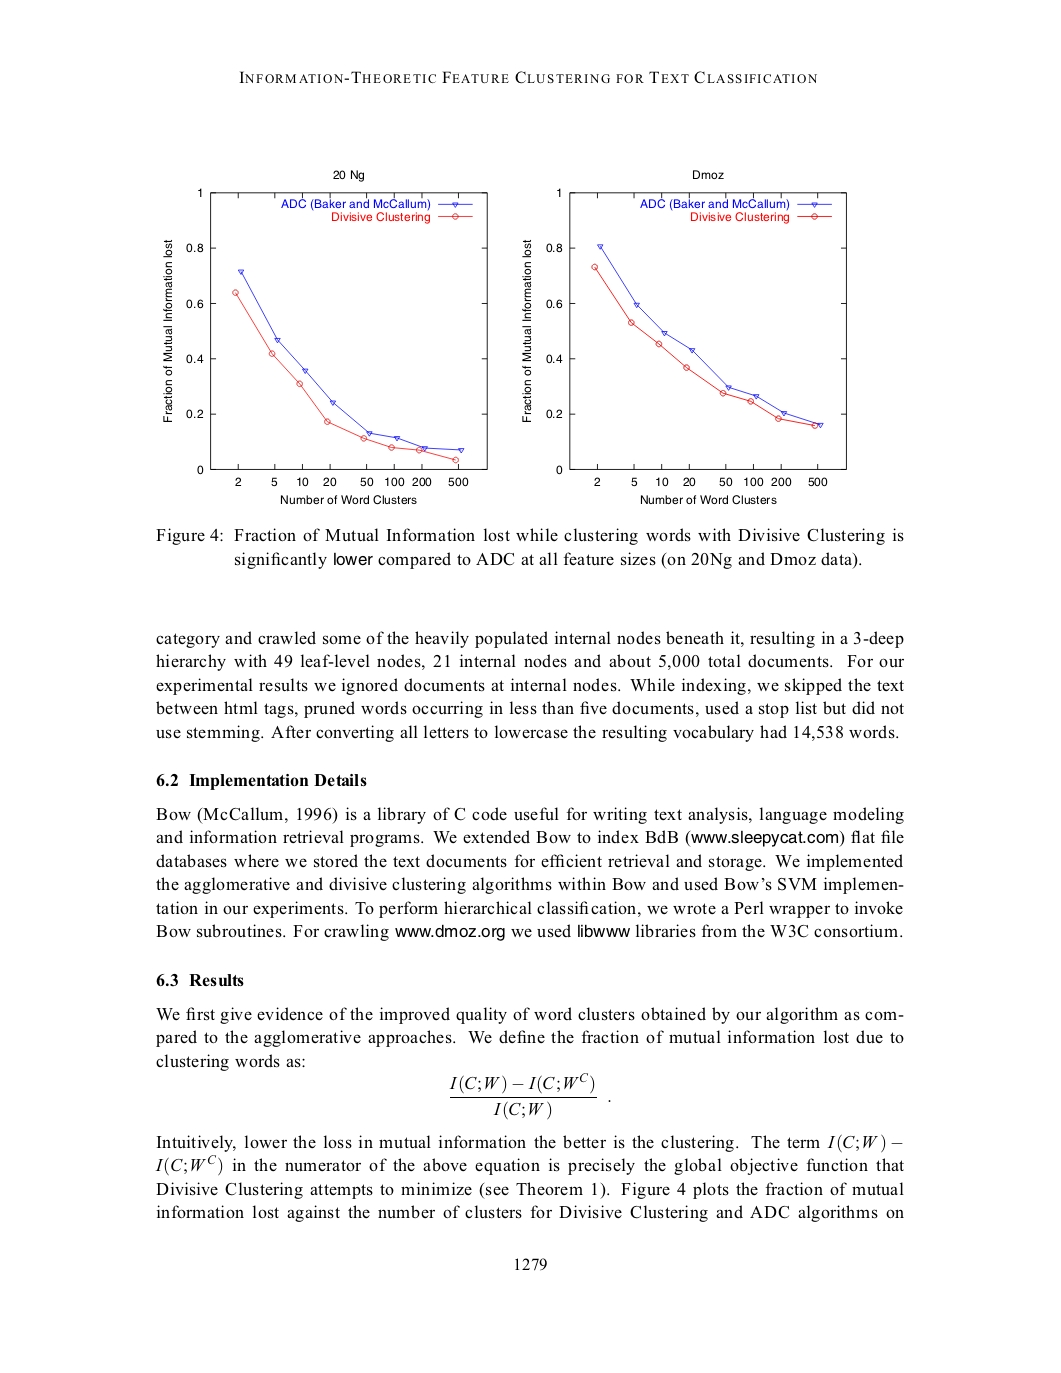 INFORMATION-THEORETIC FEATURE CLUSTERING FOR TEXT CLASSIFICATION
20 Ng
1
0.8
0.6
0.4
0.2
0
Fraction of Mutual Information lost
ADC (Baker and McCallum)
Divisive Clustering
2 5 10 20 50 100 200 500
Number of Word Clusters
Dmoz
1
0.8
0.6
0.4
0.2
0
Fraction of Mutual Information lost
ADC (Baker and McCallum)
Divisive Clustering
2 5 10 20 50 100 200 500
Number of Word Clusters
Figure 4: Fraction of Mutual Information lost while clustering words with Divisive Clustering is
significantly lower compared to ADC at all feature sizes (on 20Ng and Dmoz data).
category and crawled some of the heavily populated internal nodes beneath it, resulting in a 3-deep
hierarchy with 49 leaf-level nodes, 21 internal nodes and about 5,000 total documents. For our
experimental results we ignored documents at internal nodes. While indexing, we skipped the text
between html tags, pruned words occurring in less than five documents, used a stop list but did not
use stemming. After converting all letters to lowercase the resulting vocabulary had 14,538 words.
6.2 Implementation Details
Bow (McCallum, 1996) is a library of C code useful for writing text analysis, language modeling
and information retrieval programs. We extended Bow to index BdB (www.sleepycat.com) flat file
databases where we stored the text documents for efficient retrieval and storage. We implemented
the agglomerative and divisive clustering algorithms within Bow and used Bow's SVM implemen-
tation in our experiments. To perform hierarchical classification, we wrote a Perl wrapper to invoke
Bow subroutines. For crawling www.dmoz.org we used libwww libraries from the W3C consortium.
6.3 Results
We first give evidence of the improved quality of word clusters obtained by our algorithm as com-
pared to the agglomerative approaches. We define the fraction of mutual information lost due to
clustering words as:
I(C;W) − I(C;W^C)
I(C;W) .
Intuitively, lower the loss in mutual information the better is the clustering. The term I(C;W) −
I(C;W^C) in the numerator of the above equation is precisely the global objective function that
Divisive Clustering attempts to minimize (see Theorem 1). Figure 4 plots the fraction of mutual
information lost against the number of clusters for Divisive Clustering and ADC algorithms on
1279